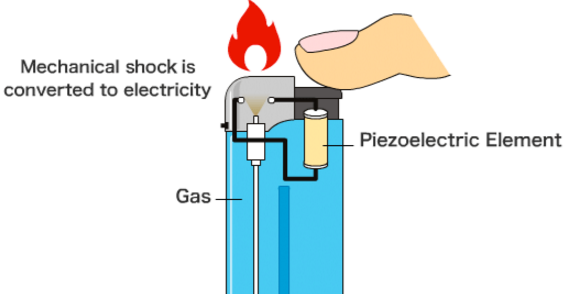 Mechanical shock is
converted to electricity
Piezoelectric Element
Gas